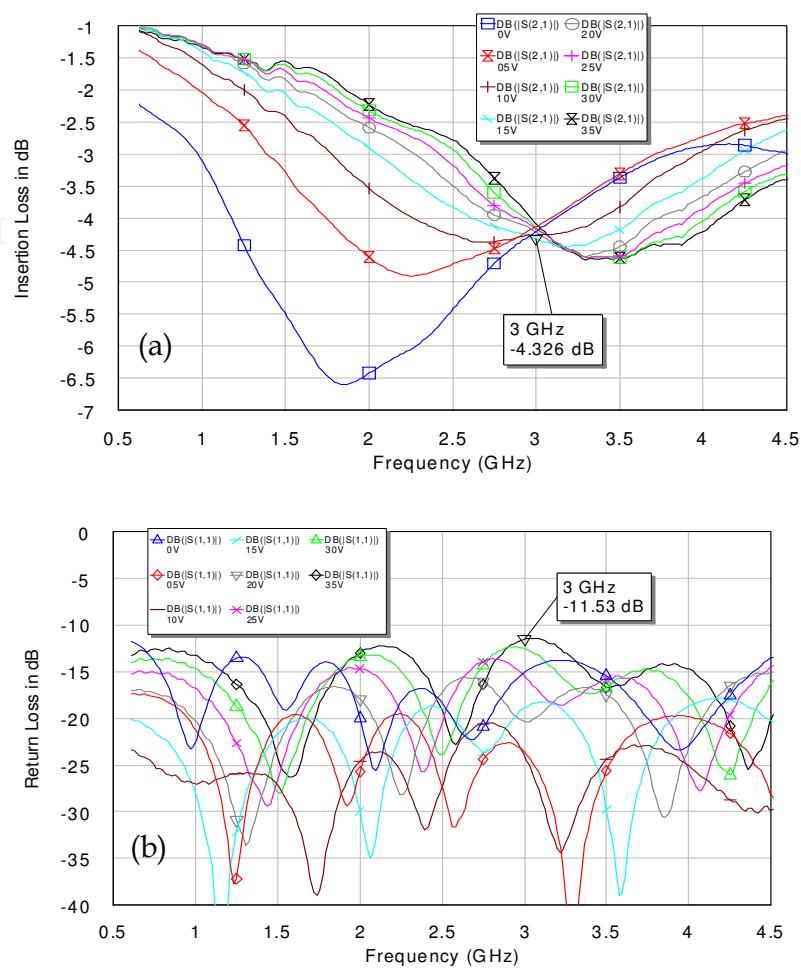 -1
-1.5
-2
-2.5
-3
-3.5
-4
-4.5
-5
-5.5
-6
-6.5
-7
Insertion Loss in dB
DB(|S(2,1)|) 0V
DB(|S(2,1)|) 20V
DB(|S(2,1)|) 05V
DB(|S(2,1)|) 25V
DB(|S(2,1)|) 10V
DB(|S(2,1)|) 30V
DB(|S(2,1)|) 15V
DB(|S(2,1)|) 35V
3 GHz
-4.326 dB
(a)
0.5 1 1.5 2 2.5 3 3.5 4 4.5
Frequency (GHz)
0
-5
-10
-15
-20
-25
-30
-35
-40
Return Loss in dB
DB(|S(1,1)|) 0V
DB(|S(1,1)|) 15V
DB(|S(1,1)|) 30V
DB(|S(1,1)|) 05V
DB(|S(1,1)|) 20V
DB(|S(1,1)|) 35V
DB(|S(1,1)|) 10V
DB(|S(1,1)|) 25V
3 GHz
-11.53 dB
(b)
0.5 1 1.5 2 2.5 3 3.5 4 4.5
Frequency (GHz)